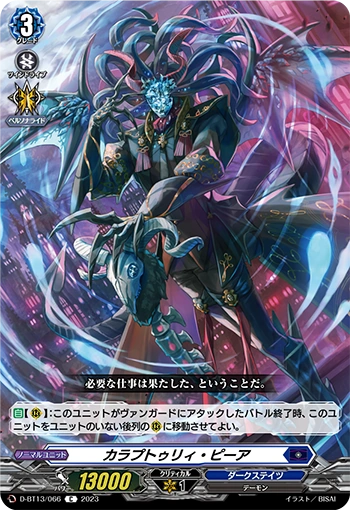 3
グレード
ツインドライブ
ペルソナライド
必要な仕事は果たした、ということだ。
【】:このユニットがヴァンガードにアタックしたバトル終了時、このユ
ニットをユニットのいない後列のに移動させてよい。
ノーマルユニット
カラプトゥリィ・ピーア
パワー 13000
クリティカル
1
ダークステイツ
デーモン
D-BT13/066 C 2023
イラスト/BISAI